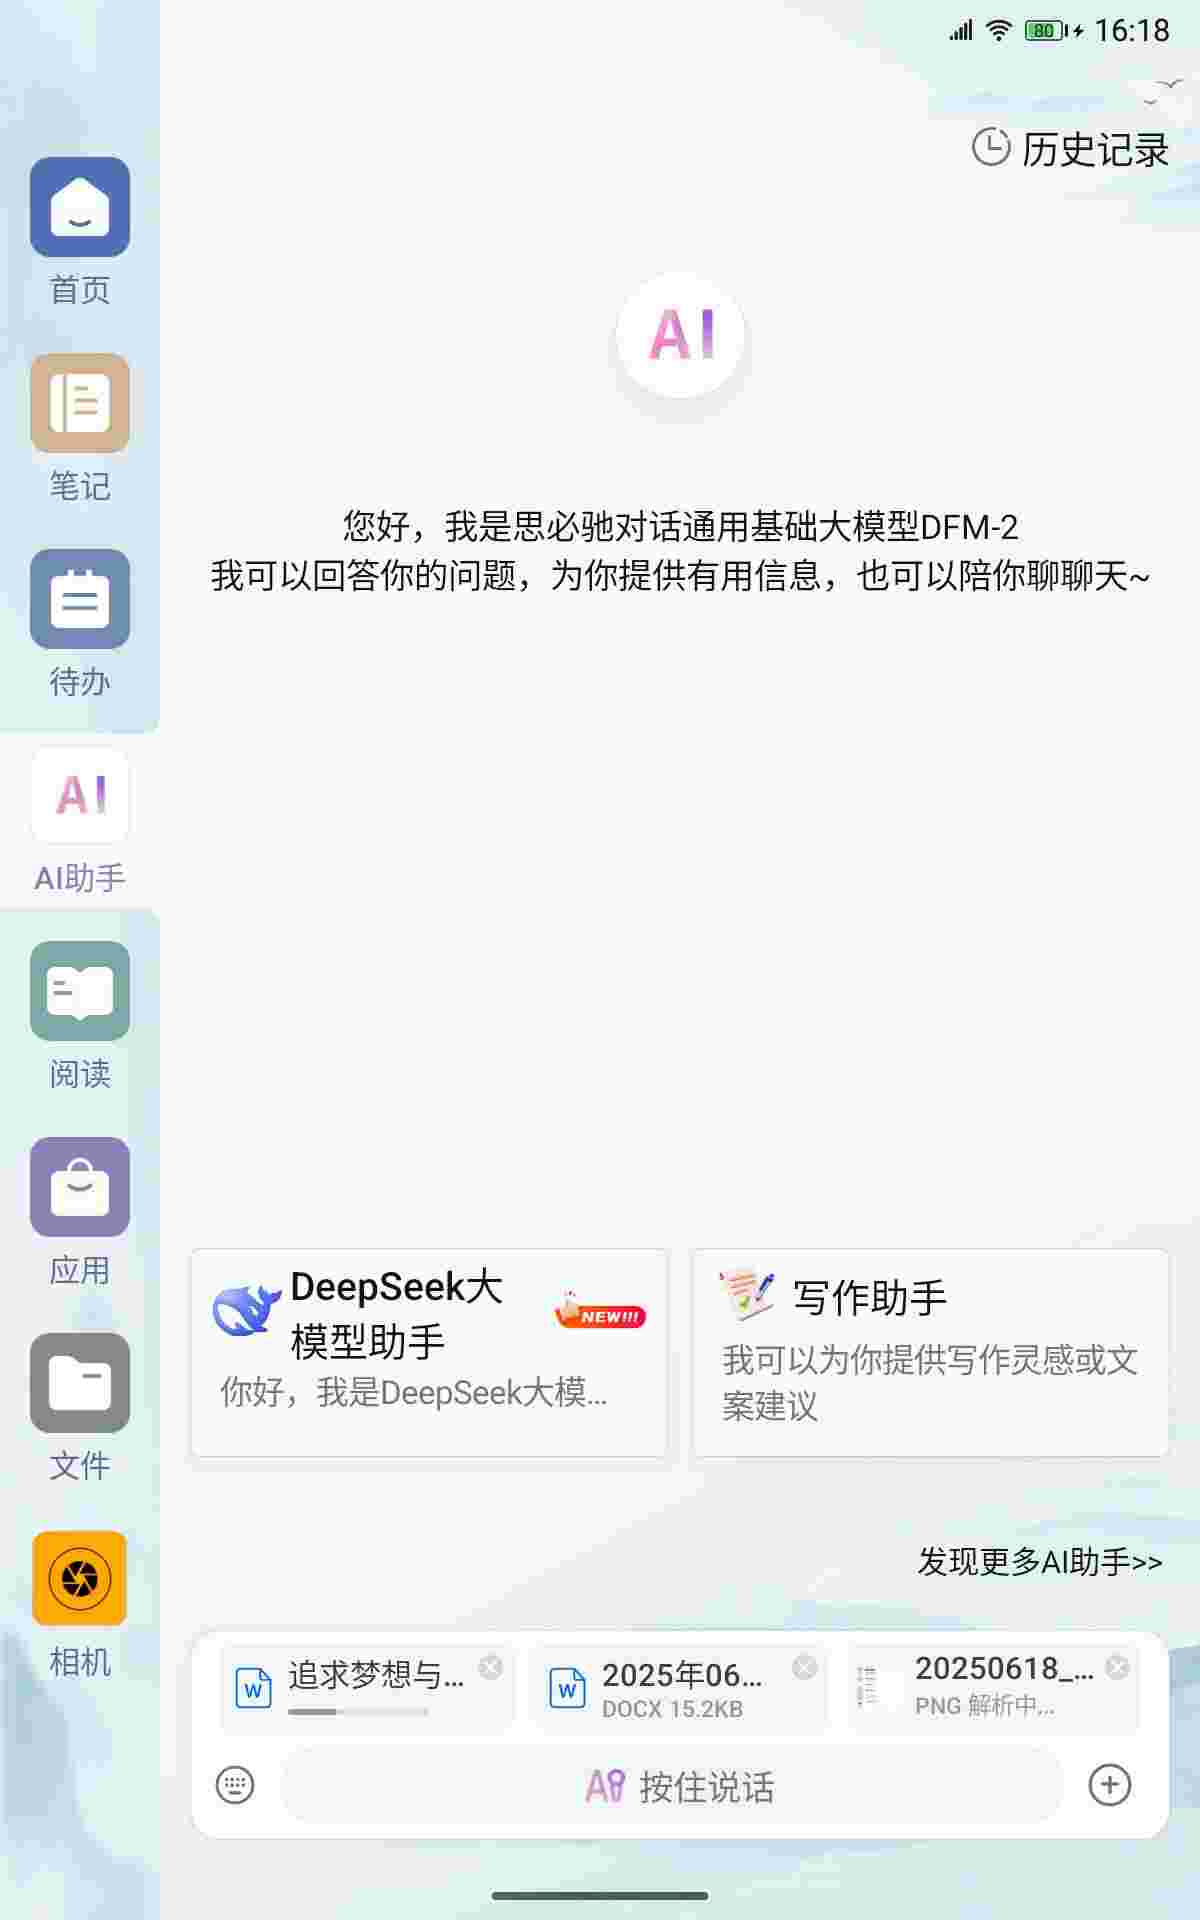 80 16:18
历史记录
首页
笔记
待办
AI
AI助手
阅读
应用
文件
相机
AI
您好，我是思必驰对话通用基础大模型DFM-2
我可以回答你的问题，为你提供有用信息，也可以陪你聊聊天~
DeepSeek大
模型助手
NEW!!!
你好，我是DeepSeek大模...
写作助手
我可以为你提供写作灵感或文
案建议
发现更多AI助手>>
W 追求梦想与...
W 2025年06...
DOCX 15.2KB
20250618_...
PNG 解析中...
按住说话